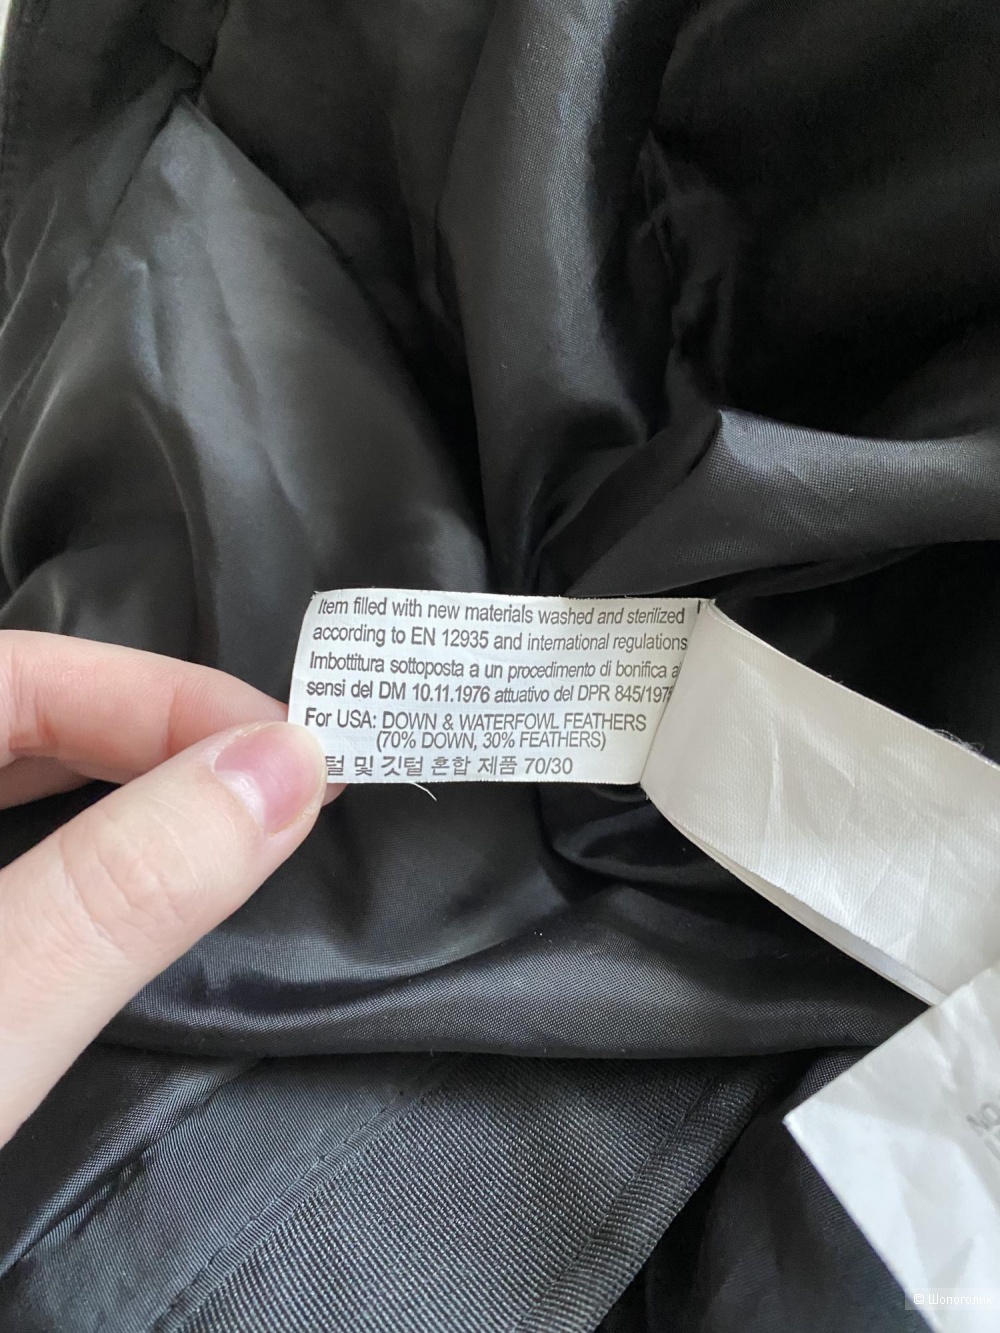 Item filled with new materials washed and sterilized
according to EN 12935 and international regulations
Imbottitura sottoposta a un procedimento di bonifica ai
sensi del DM 10.11.1976 attuativo del DPR 845/197
For USA: DOWN & WATERFOWL FEATHERS
(70% DOWN, 30% FEATHERS)
털 및 깃털 혼합 제품 70/30
NO
© Шопоголик